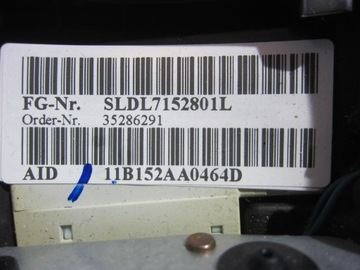 FG-Nr. SLDL7152801L
Order-Nr. 35286291
AID 11B152AA0464D